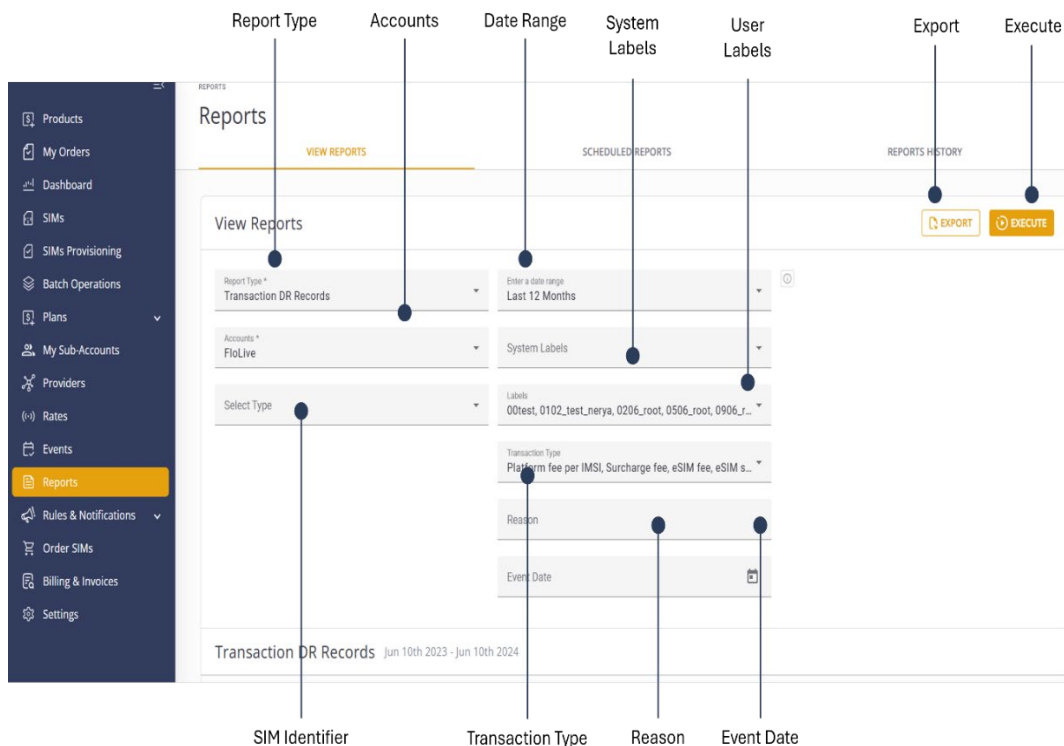 Report Type
Accounts
Date Range
System
Labels
User
Labels
Export
Execute
Products
My Orders
Dashboard
SIMs
SIMs Provisioning
Batch Operations
Plans
My Sub-Accounts
Providers
Rates
Events
Reports
Rules & Notifications
Order SIMs
Billing & Invoices
Settings
REPORTS
Reports
VIEW REPORTS
SCHEDULED REPORTS
REPORTS HISTORY
View Reports
EXPORT
EXECUTE
Report Type *
Transaction DR Records
Enter a date range
Last 12 Months
Accounts *
FloLive
System Labels
Select Type
Labels
00test, 0102_test_nerya, 0206_root, 0506_root, 0906_r...
Transaction Type
Platform fee per IMSI, Surcharge fee, eSIM fee, eSIM s...
Reason
Event Date
Transaction DR Records Jun 10th 2023 - Jun 10th 2024
SIM Identifier
Transaction Type
Reason
Event Date